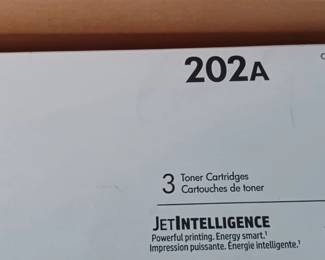 202A
3 Toner Cartridges
Cartouches de toner
JETINTELLIGENCE
Powerful printing. Energy smart.¹
Impression puissante. Énergie intelligente.¹